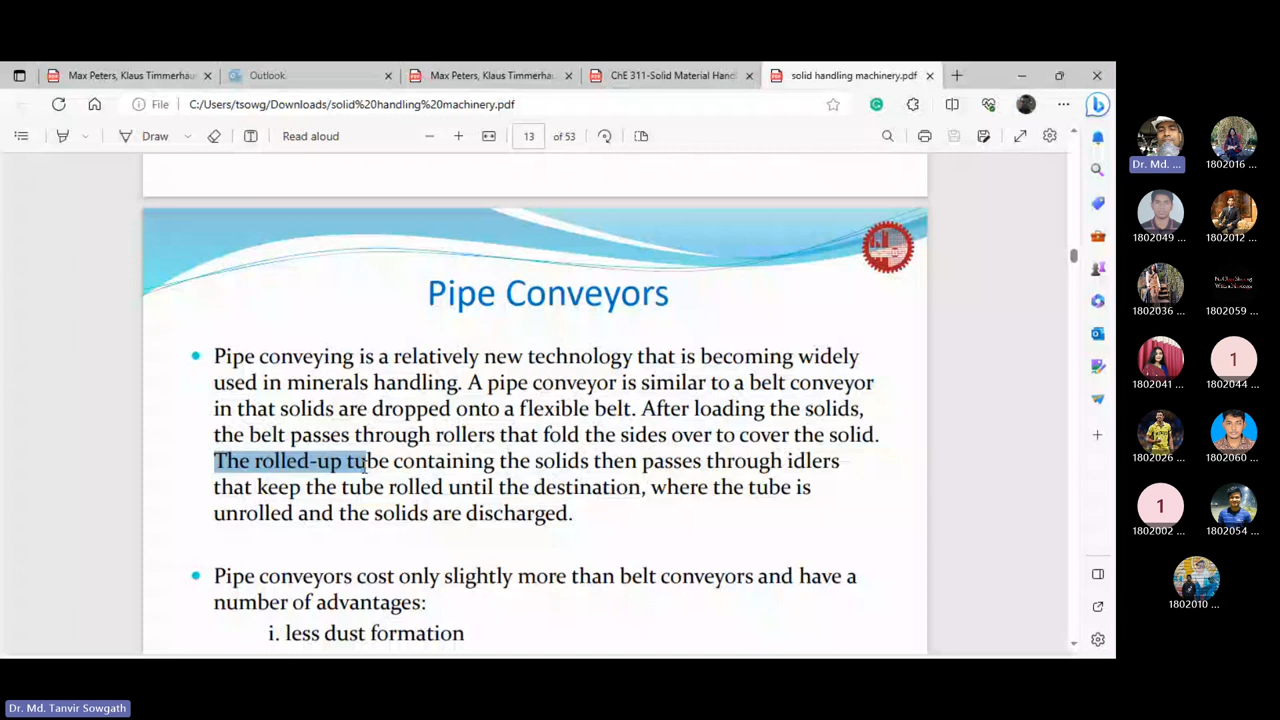 Max Peters, Klaus Timmerhau
Outlook
Max Peters, Klaus Timmerha
ChE 311-Solid Material Hand
solid handling machinery.pdf
File
C:/Users/tsowg/Downloads/solid%20handling%20machinery.pdf
Draw
Read aloud
13
of 53
Pipe Conveyors
Pipe conveying is a relatively new technology that is becoming widely
used in minerals handling. A pipe conveyor is similar to a belt conveyor
in that solids are dropped onto a flexible belt. After loading the solids,
the belt passes through rollers that fold the sides over to cover the solid.
The rolled-up tube containing the solids then passes through idlers
that keep the tube rolled until the destination, where the tube is
unrolled and the solids are discharged.
Pipe conveyors cost only slightly more than belt conveyors and have a
number of advantages:
i. less dust formation
Dr. Md. ...
1802016 ...
1802049 ...
1802012 ...
1802036 ...
1802059 ...
1802041 ...
1
1802044 ...
1802026 ...
1802060 ...
1
1802002 ...
1802054 ...
1802010 ...
Dr. Md. Tanvir Sowgath